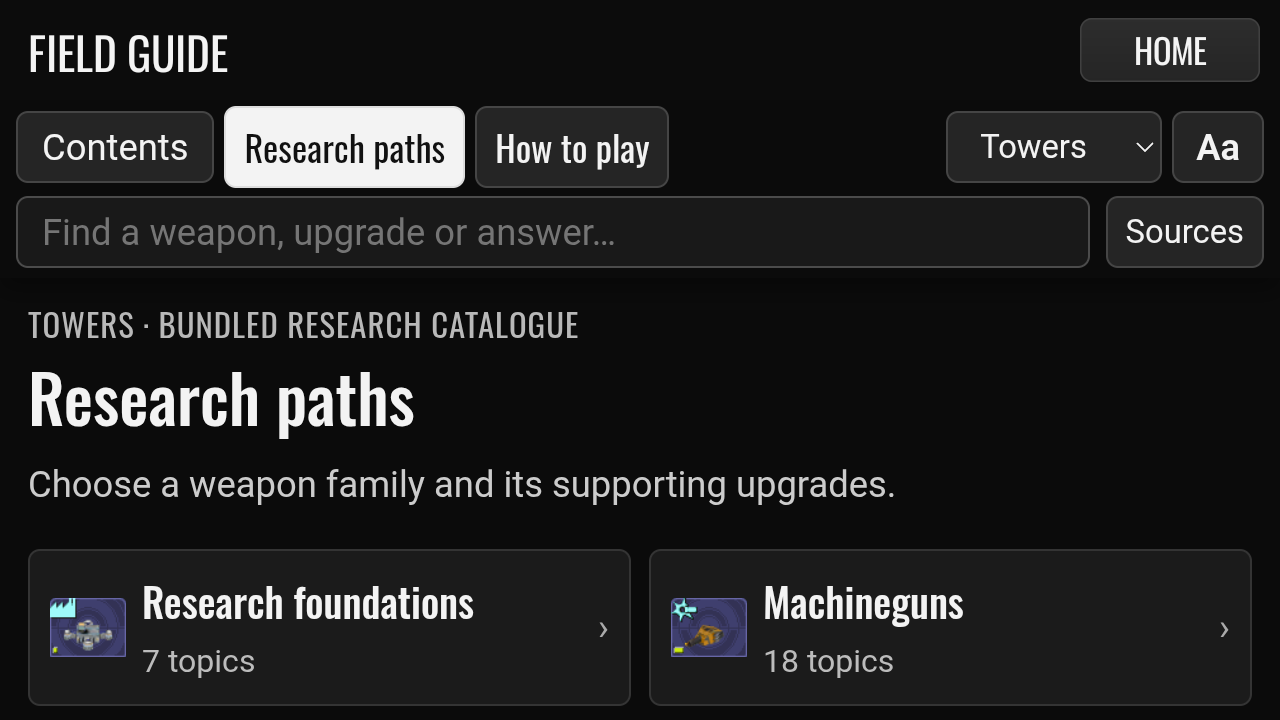 FIELD GUIDE
HOME
Contents
Research paths
How to play
Towers
Aa
Find a weapon, upgrade or answer…
Sources
TOWERS · BUNDLED RESEARCH CATALOGUE
Research paths
Choose a weapon family and its supporting upgrades.
Research foundations
7 topics
›
Machineguns
18 topics
›